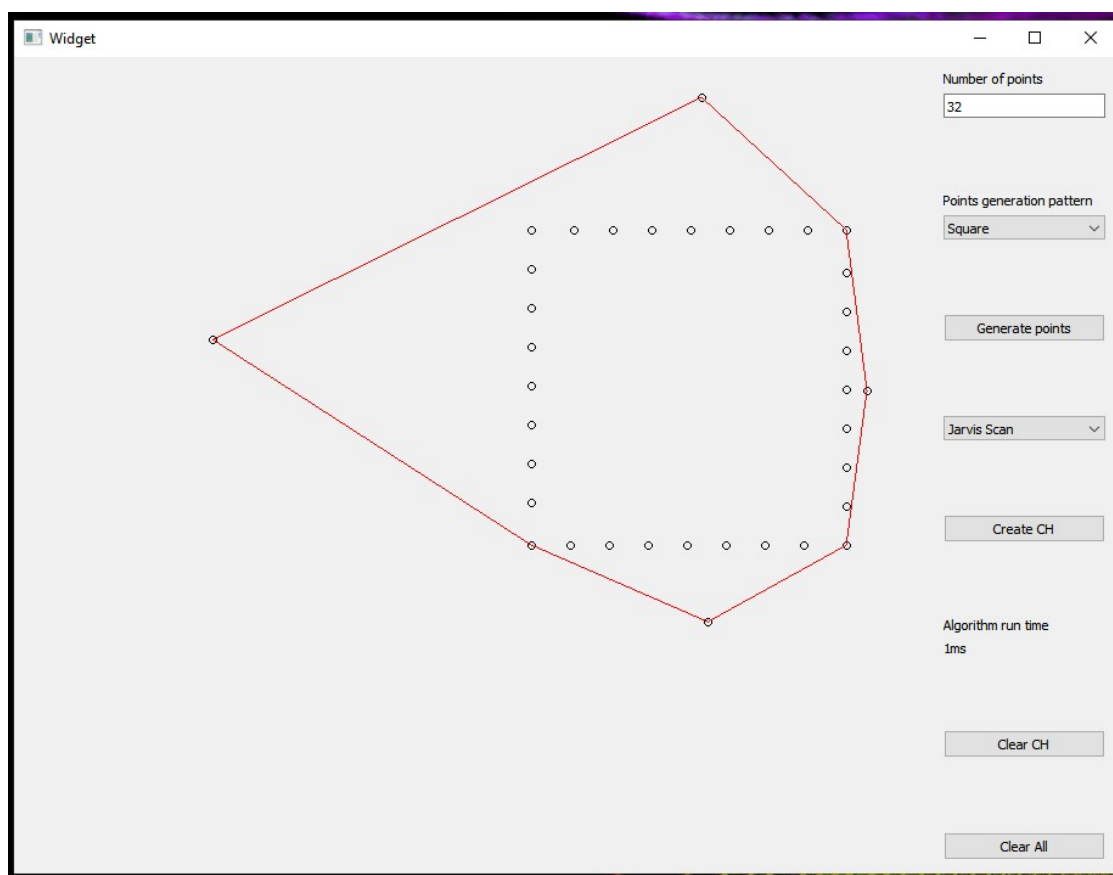 Widget
Number of points
32
Points generation pattern
Square
Generate points
Jarvis Scan
Create CH
Algorithm run time
1ms
Clear CH
Clear All